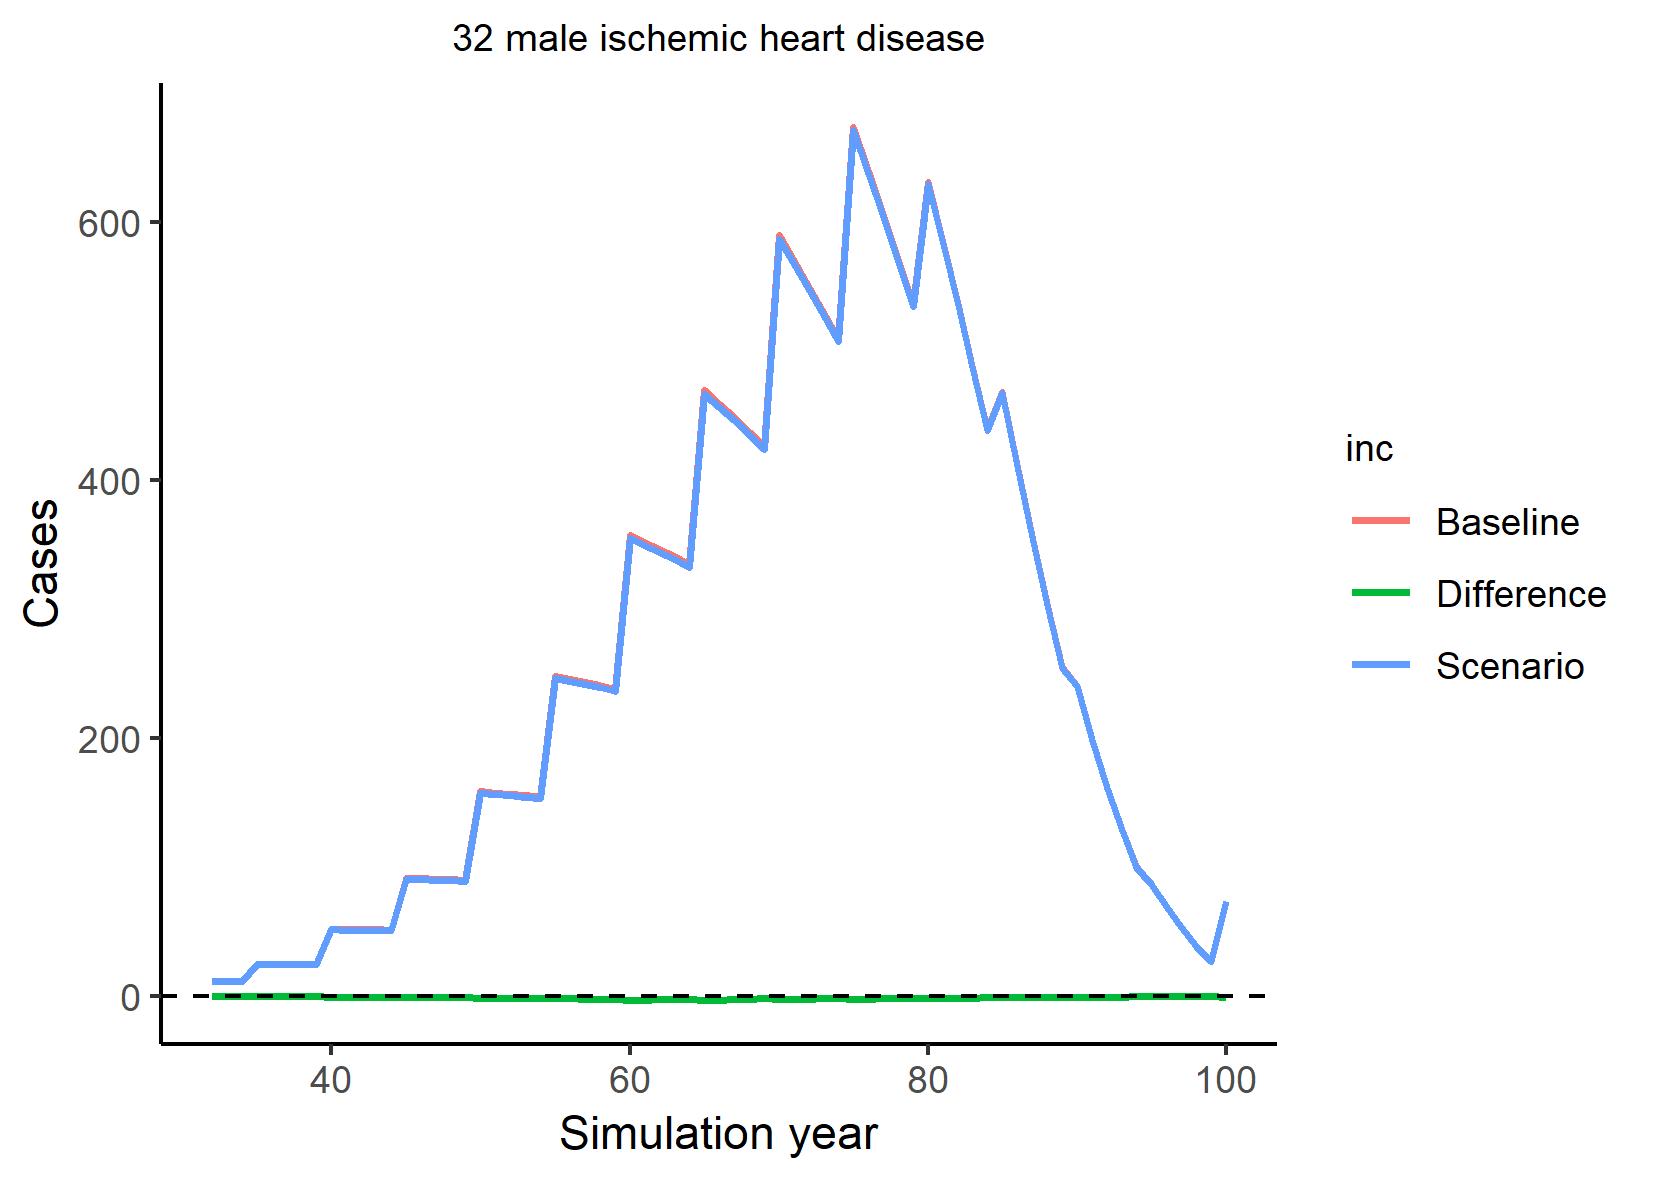 32 male ischemic heart disease
Cases
600
400
200
0
40
60
80
100
Simulation year
inc
Baseline
Difference
Scenario